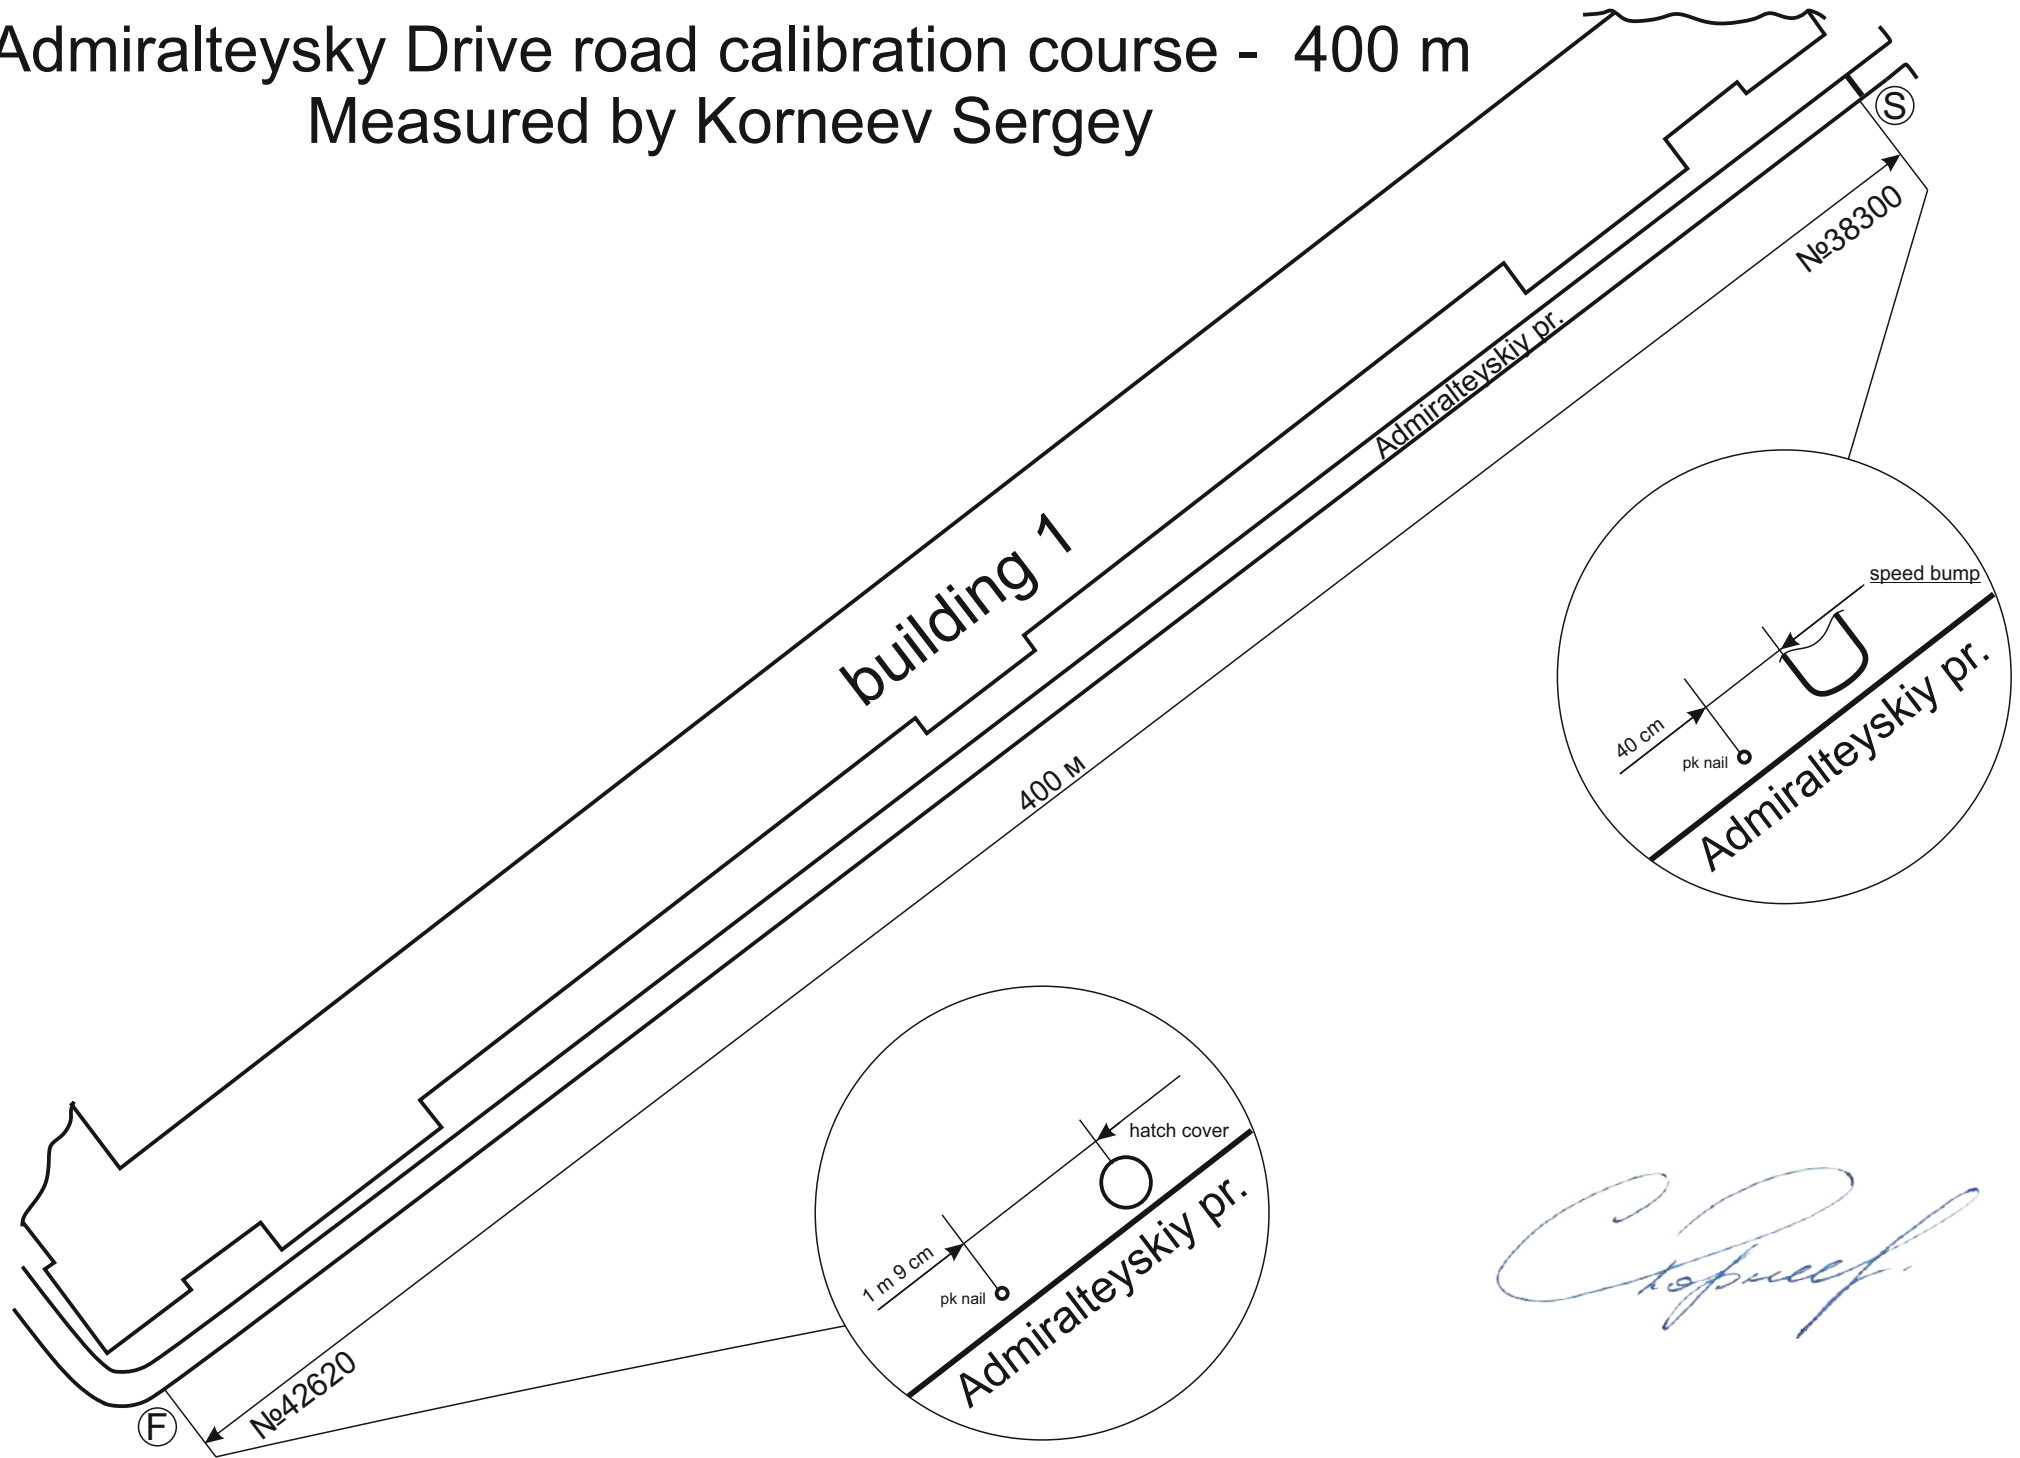 Admiralteysky Drive road calibration course - 400 m
Measured by Korneev Sergey
S
№38300
Admiralteyskiy pr.
building 1
400 м
speed bump
40 cm
pk nail
Admiralteyskiy pr.
hatch cover
1 m 9 cm
pk nail
Admiralteyskiy pr.
№42620
F